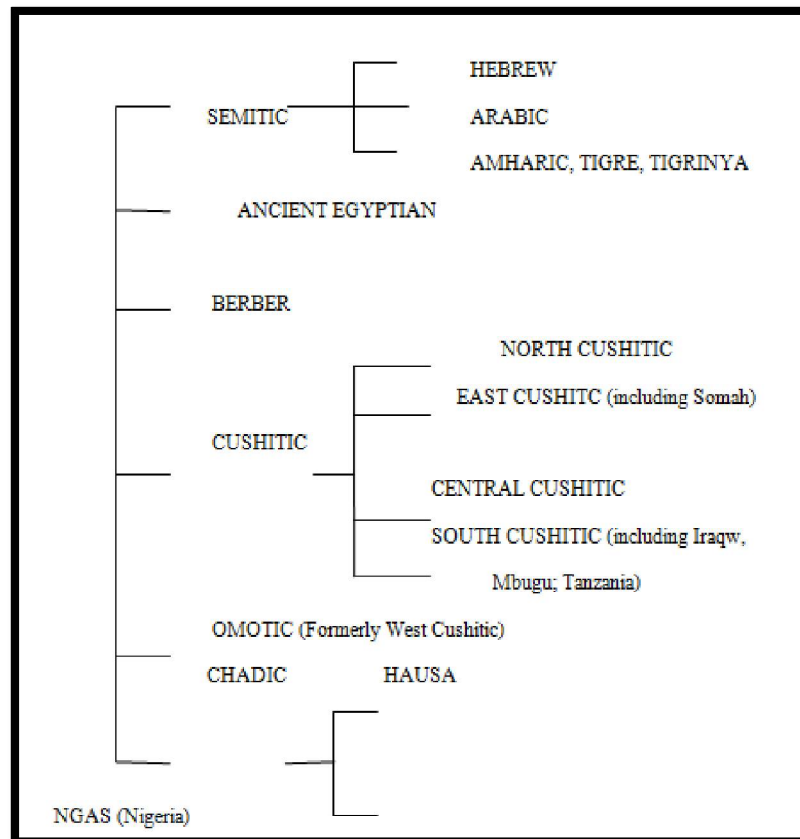 HEBREW
SEMITIC
ARABIC
AMHARIC, TIGRE, TIGRINYA
ANCIENT EGYPTIAN
BERBER
NORTH CUSHITIC
EAST CUSHITC (including Somah)
CUSHITIC
CENTRAL CUSHITIC
SOUTH CUSHITIC (including Iraqw,
Mbugu; Tanzania)
OMOTIC (Formerly West Cushitic)
CHADIC HAUSA
NGAS (Nigeria)